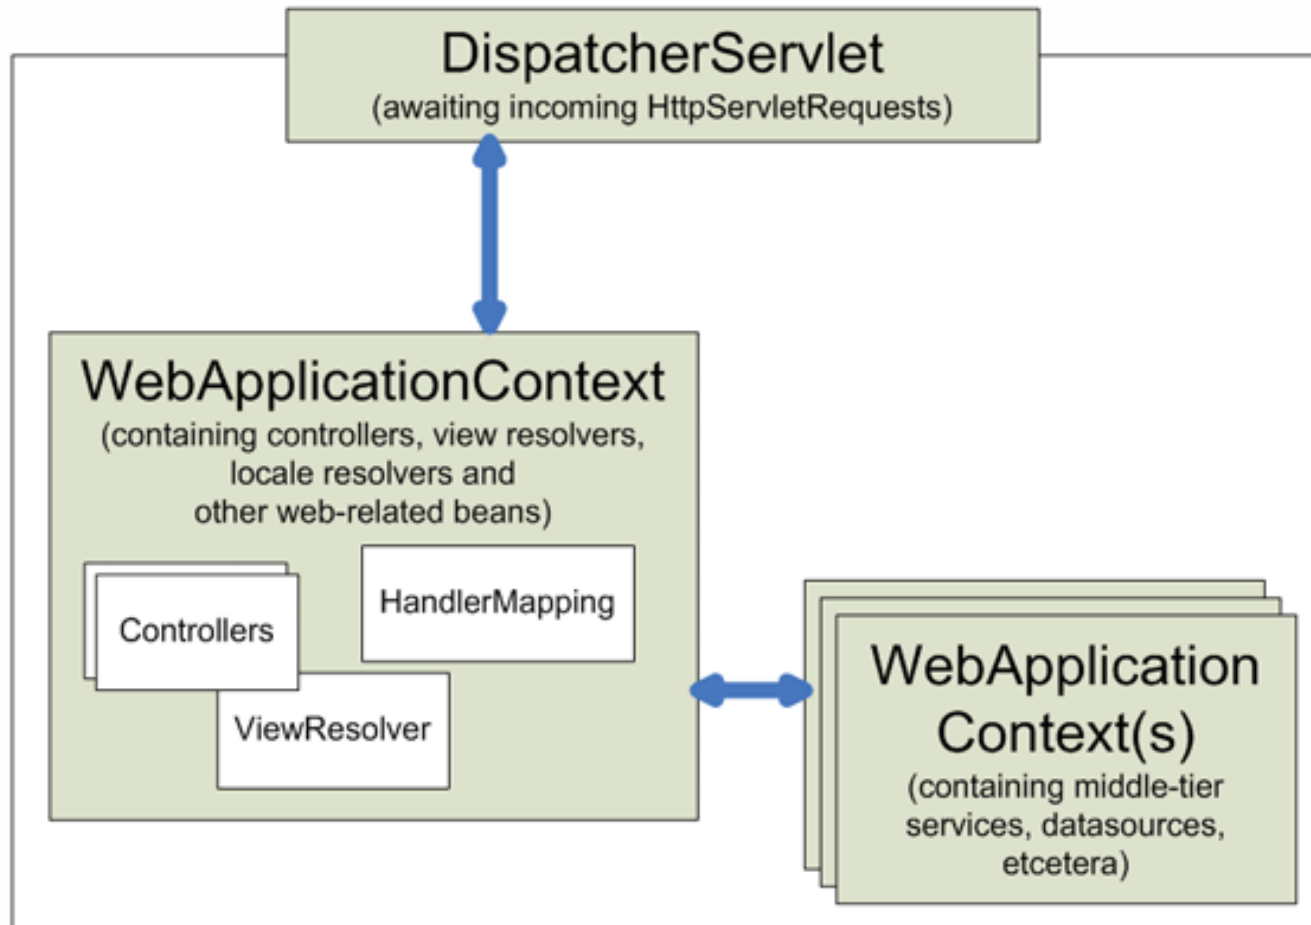 DispatcherServlet
(awaiting incoming HttpServletRequests)
WebApplicationContext
(containing controllers, view resolvers,
locale resolvers and
other web-related beans)
HandlerMapping
Controllers
ViewResolver
WebApplication
Context(s)
(containing middle-tier
services, datasources,
etcetera)